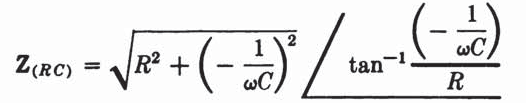 Z(RC) = √R² + (− 1/ωC)² / tan⁻¹ (− 1/ωC)/R